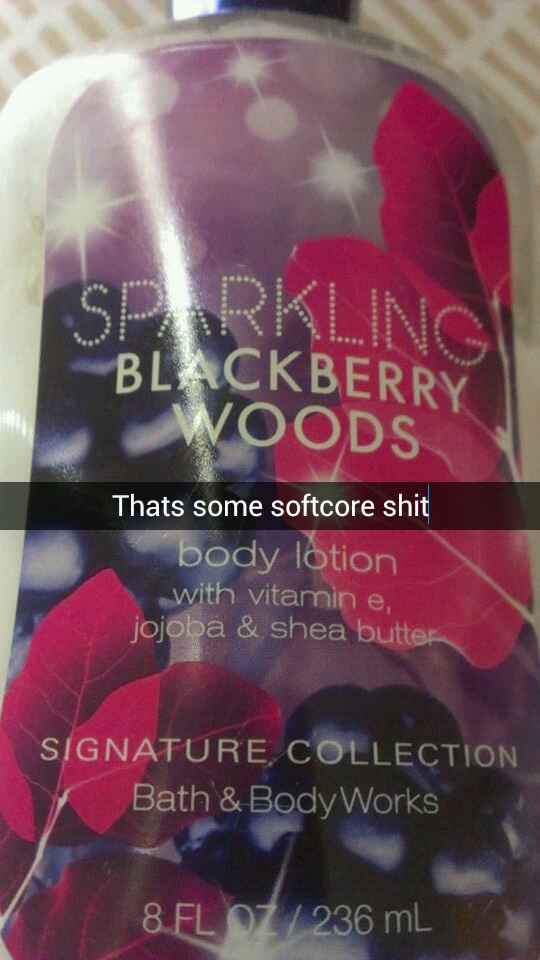 SPARKLING
BLACKBERRY
WOODS
Thats some softcore shit
body lotion
with vitamin e,
jojoba & shea butter
SIGNATURE COLLECTION
Bath & Body Works
8 FL OZ / 236 mL